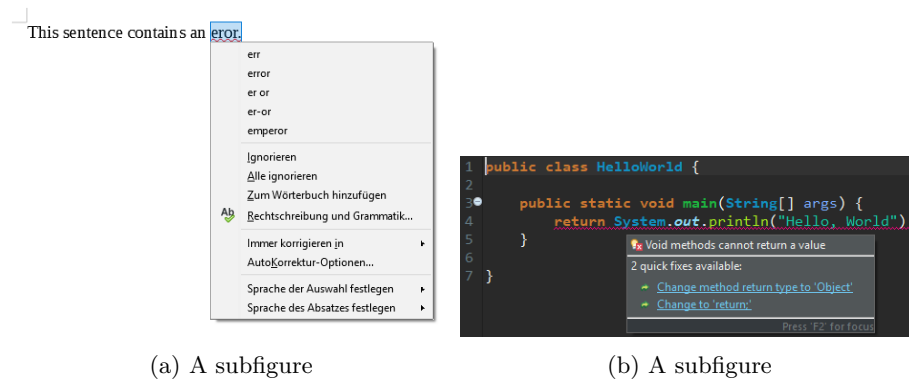 This sentence contains an eror.
err
error
er or
er-or
emperor
Ignorieren
Alle ignorieren
Zum Wörterbuch hinzufügen
Rechtschreibung und Grammatik...
Immer korrigieren in
AutoKorrektur-Optionen...
Sprache der Auswahl festlegen
Sprache des Absatzes festlegen
(a) A subfigure
1 public class HelloWorld {
2
3 public static void main(String[] args) {
4 return System.out.println("Hello, World")
5 }
6
7 }
Void methods cannot return a value
2 quick fixes available:
Change method return type to 'Object'
Change to 'return;'
Press 'F2' for focus
(b) A subfigure